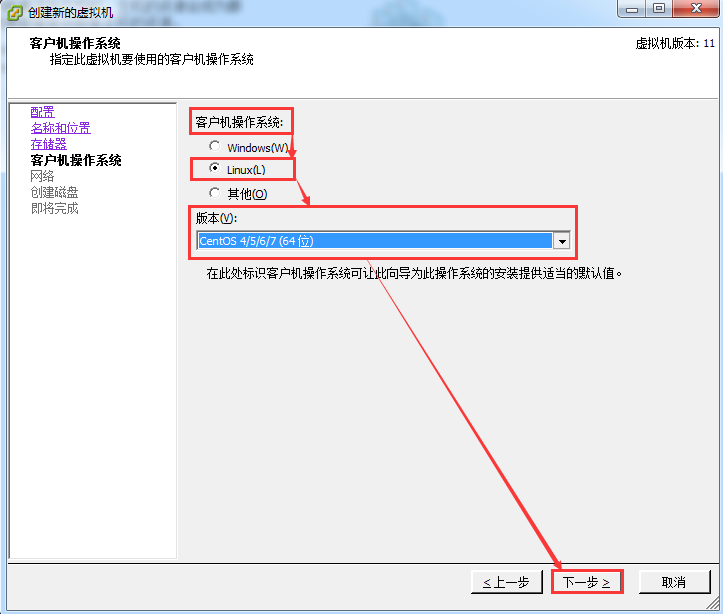 创建新的虚拟机
客户机操作系统
指定此虚拟机要使用的客户机操作系统
虚拟机版本: 11
配置
名称和位置
存储器
客户机操作系统
网络
创建磁盘
即将完成
客户机操作系统:
Windows(W)
Linux(L)
其他(O)
版本(V):
CentOS 4/5/6/7 (64 位)
在此处标识客户机操作系统可让此向导为此操作系统的安装提供适当的默认值。
< 上一步
下一步 >
取消